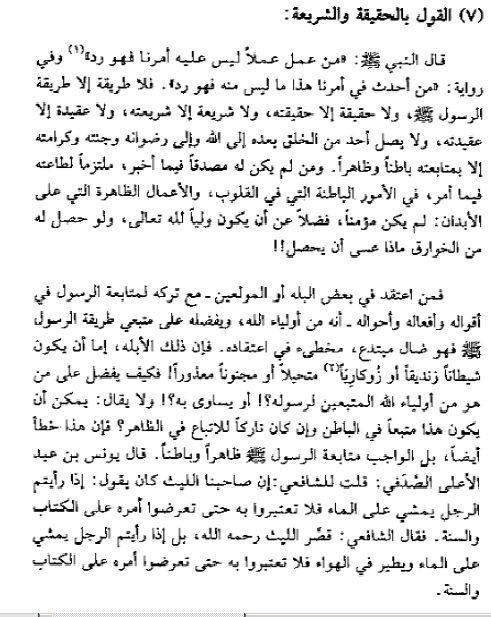 (٧) القول بالحقيقة والشريعة:
قال النبي ﷺ: «من عمل عملاً ليس عليه أمرنا فهو رد»(١) وفي
رواية: «من أحدث في أمرنا هذا ما ليس منه فهو رد». فلا طريقة إلا طريقة
الرسول ﷺ، ولا حقيقة إلا حقيقته، ولا شريعة إلا شريعته، ولا عقيدة إلا
عقيدته، ولا يصل أحد من الخلق بعده إلى الله وإلى رضوانه وجنته وكرامته
إلا بمتابعته باطناً وظاهراً. ومن لم يكن له مصدقاً فيما أخبر، ملتزماً لطاعته
فيما أمر، في الأمور الباطنة التي في القلوب، والأعمال الظاهرة التي على
الأبدان: لم يكن مؤمناً، فضلاً عن أن يكون ولياً لله تعالى، ولو حصل له
من الخوارق ماذا عسى أن يحصل!!
فمن اعتقد في بعض البله أو المولعين - مع تركه لمتابعة الرسول في
أقواله وأفعاله وأحواله - أنه من أولياء الله، ويفضله على متبعي طريقة الرسول
ﷺ فهو ضال مبتدع، مخطىء في اعتقاده. فإن ذلك الأبله، إما أن يكون
شيطاناً زنديقاً أو زُوكارِيّاً(٢) متحيلاً أو مجنوناً معذوراً! فكيف يفضل على من
هو من أولياء الله المتبعين لرسوله؟! أو يساوى به؟! ولا يقال: يمكن أن
يكون هذا متبعاً في الباطن وإن كان تاركاً للاتباع في الظاهر؟ فإن هذا خطأ
أيضاً، بل الواجب متابعة الرسول ﷺ ظاهراً وباطناً. قال يونس بن عبد
الأعلى الصَّدَفي: قلت للشافعي: إن صاحبنا الليث كان يقول: إذا رأيتم
الرجل يمشي على الماء فلا تعتبروا به حتى تعرضوا أمره على الكتاب
والسنة. فقال الشافعي: قصَّر الليث رحمه الله، بل إذا رأيتم الرجل يمشي
على الماء ويطير في الهواء فلا تعتبروا به حتى تعرضوا أمره على الكتاب
والسنة.